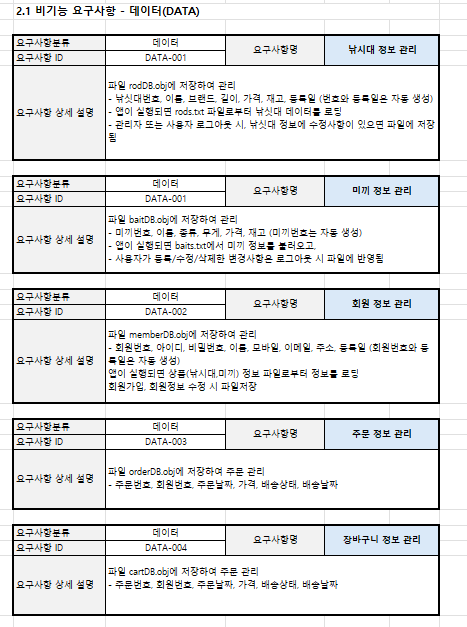 2.1 비기능 요구사항 - 데이터(DATA)
요구사항분류 데이터 요구사항명 낚시대 정보 관리
요구사항 ID DATA-001
요구사항 상세 설명
파일 rodDB.obj에 저장하여 관리
- 낚싯대번호, 이름, 브랜드, 길이, 가격, 재고, 등록일 (번호와 등록일은 자동 생성)
- 앱이 실행되면 rods.txt 파일로부터 낚싯대 데이터를 로딩
- 관리자 또는 사용자 로그아웃 시, 낚싯대 정보에 수정사항이 있으면 파일에 저장
됨
요구사항분류 데이터 요구사항명 미끼 정보 관리
요구사항 ID DATA-001
요구사항 상세 설명
파일 baitDB.obj에 저장하여 관리
- 미끼번호, 이름, 종류, 무게, 가격, 재고 (미끼번호는 자동 생성)
- 앱이 실행되면 baits.txt에서 미끼 정보를 불러오고,
- 사용자가 등록/수정/삭제한 변경사항은 로그아웃 시 파일에 반영됨
요구사항분류 데이터 요구사항명 회원 정보 관리
요구사항 ID DATA-002
요구사항 상세 설명
파일 memberDB.obj에 저장하여 관리
- 회원번호, 아이디, 비밀번호, 이름, 모바일, 이메일, 주소, 등록일 (회원번호와 등
록일은 자동 생성)
앱이 실행되면 상품(낚시대,미끼) 정보 파일로부터 정보를 로딩
회원가입, 회원정보 수정 시 파일저장
요구사항분류 데이터 요구사항명 주문 정보 관리
요구사항 ID DATA-003
요구사항 상세 설명
파일 orderDB.obj에 저장하여 주문 관리
- 주문번호, 회원번호, 주문날짜, 가격, 배송상태, 배송날짜
요구사항분류 데이터 요구사항명 장바구니 정보 관리
요구사항 ID DATA-004
요구사항 상세 설명
파일 cartDB.obj에 저장하여 주문 관리
- 주문번호, 회원번호, 주문날짜, 가격, 배송상태, 배송날짜